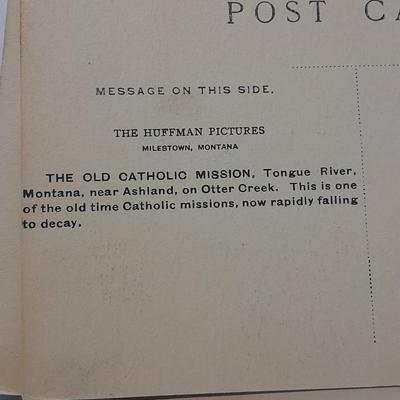 POST CA
MESSAGE ON THIS SIDE.
THE HUFFMAN PICTURES
MILESTOWN, MONTANA
THE OLD CATHOLIC MISSION, Tongue River,
Montana, near Ashland, on Otter Creek. This is one
of the old time Catholic missions, now rapidly falling
to decay.